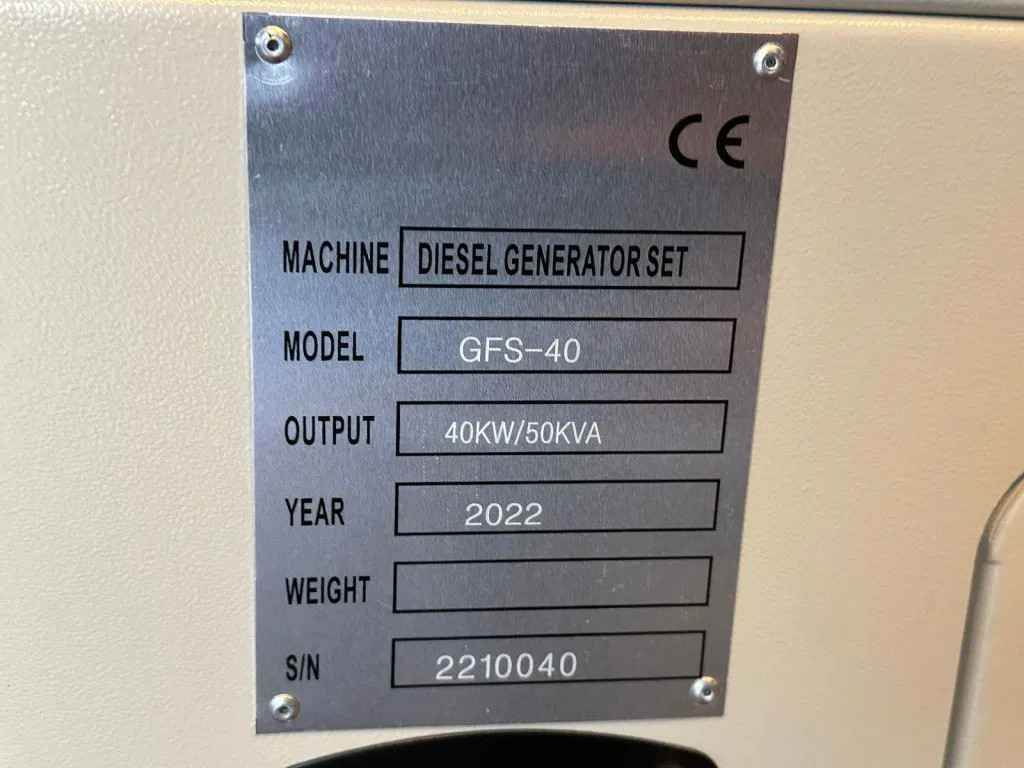 CE
MACHINE DIESEL GENERATOR SET
MODEL GFS-40
OUTPUT 40KW/50KVA
YEAR 2022
WEIGHT
S/N 2210040